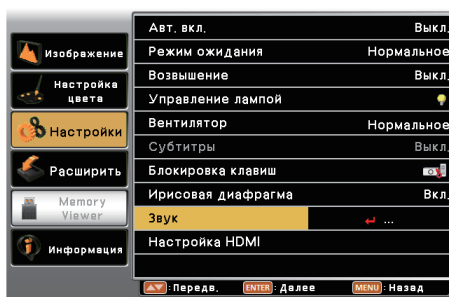 Изображение
Настройка
цвета
Настройки
Расширить
Memory
Viewer
Информация
Авт. вкл. Выкл.
Режим ожидания Нормальное
Возвышение Выкл.
Управление лампой
Вентилятор Нормальное
Субтитры Выкл.
Блокировка клавиш
Ирисовая диафрагма Вкл.
Звук ...
Настройка HDMI
: Передв. ENTER : Далее MENU : Назад